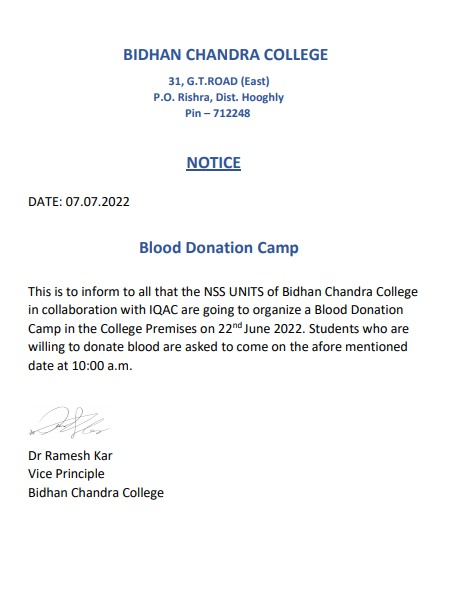 BIDHAN CHANDRA COLLEGE
31, G.T.ROAD (East)
P.O. Rishra, Dist. Hooghly
Pin – 712248
NOTICE
DATE: 07.07.2022
Blood Donation Camp
This is to inform to all that the NSS UNITS of Bidhan Chandra College
in collaboration with IQAC are going to organize a Blood Donation
Camp in the College Premises on 22nd June 2022. Students who are
willing to donate blood are asked to come on the afore mentioned
date at 10:00 a.m.
Dr Ramesh Kar
Vice Principle
Bidhan Chandra College